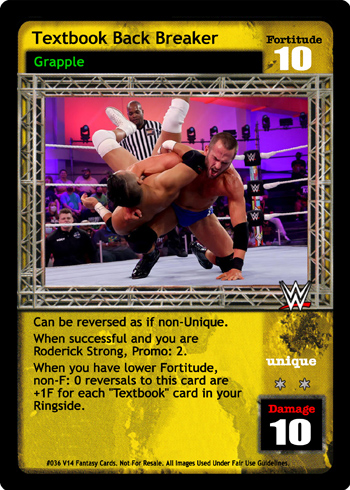 Textbook Back Breaker
Fortitude
10
Grapple
Can be reversed as if non-Unique.
When successful and you are
Roderick Strong, Promo: 2.
When you have lower Fortitude,
non-F: 0 reversals to this card are
+1F for each "Textbook" card in your
Ringside.
unique
Damage
10
#036 V14 Fantasy Cards. Not For Resale. All Images Used Under Fair Use Guidelines.